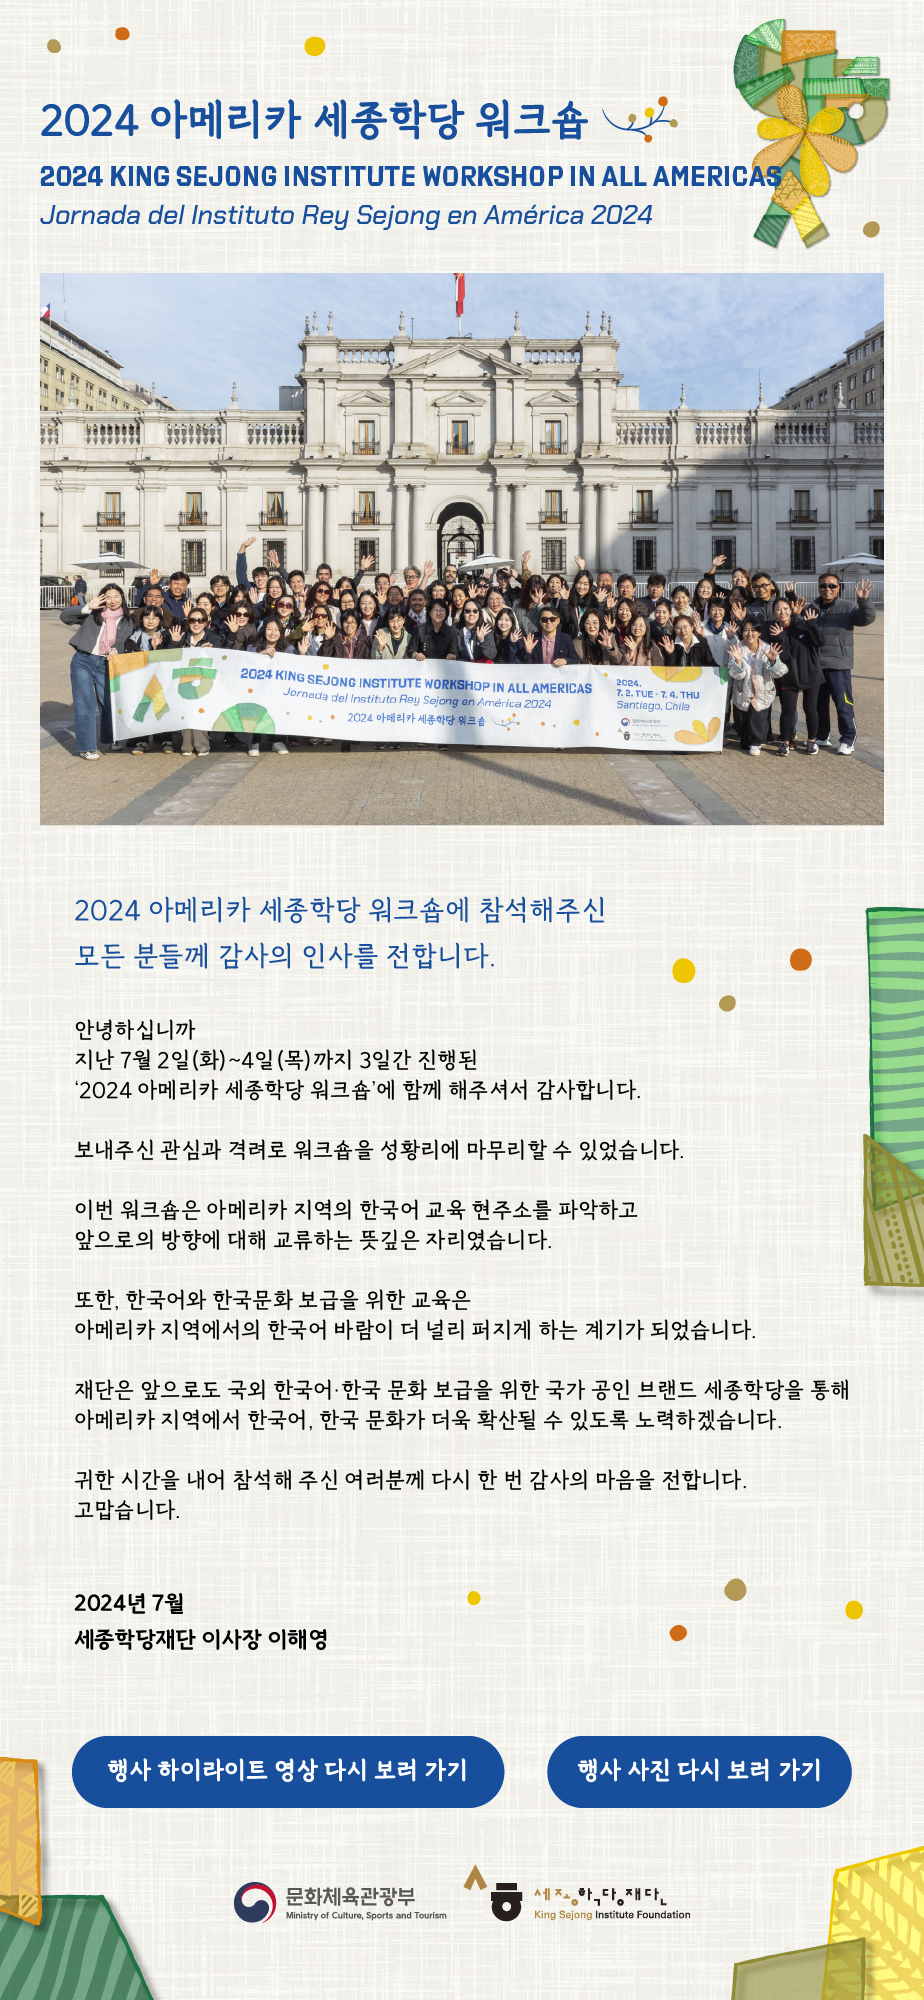 2024 아메리카 세종학당 워크숍
2024 KING SEJONG INSTITUTE WORKSHOP IN ALL AMERICAS
Jornada del Instituto Rey Sejong en América 2024
2024 KING SEJONG INSTITUTE WORKSHOP IN ALL AMERICAS
Jornada del Instituto Rey Sejong en América 2024
2024 아메리카 세종학당 워크숍
2024.
7. 2. TUE - 7. 4. THU
Santiago, Chile
2024 아메리카 세종학당 워크숍에 참석해주신
모든 분들께 감사의 인사를 전합니다.
안녕하십니까
지난 7월 2일(화)~4일(목)까지 3일간 진행된
‘2024 아메리카 세종학당 워크숍’에 함께 해주셔서 감사합니다.
보내주신 관심과 격려로 워크숍을 성황리에 마무리할 수 있었습니다.
이번 워크숍은 아메리카 지역의 한국어 교육 현주소를 파악하고
앞으로의 방향에 대해 교류하는 뜻깊은 자리였습니다.
또한, 한국어와 한국문화 보급을 위한 교육은
아메리카 지역에서의 한국어 바람이 더 널리 퍼지게 하는 계기가 되었습니다.
재단은 앞으로도 국외 한국어·한국 문화 보급을 위한 국가 공인 브랜드 세종학당을 통해
아메리카 지역에서 한국어, 한국 문화가 더욱 확산될 수 있도록 노력하겠습니다.
귀한 시간을 내어 참석해 주신 여러분께 다시 한 번 감사의 마음을 전합니다.
고맙습니다.
2024년 7월
세종학당재단 이사장 이해영
행사 하이라이트 영상 다시 보러 가기
행사 사진 다시 보러 가기
문화체육관광부
Ministry of Culture, Sports and Tourism
세종학당재단
King Sejong Institute Foundation